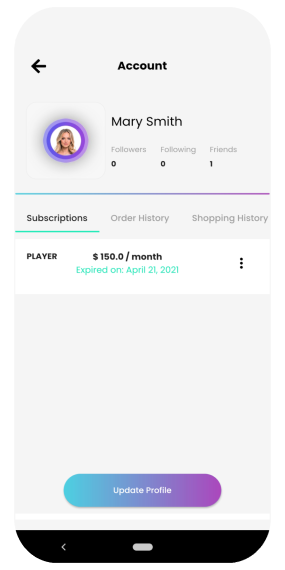 Account
Mary Smith
Followers Following Friends
0 0 1
Subscriptions Order History Shopping History
PLAYER $ 150.0 / month
Expired on: April 21, 2021
Update Profile